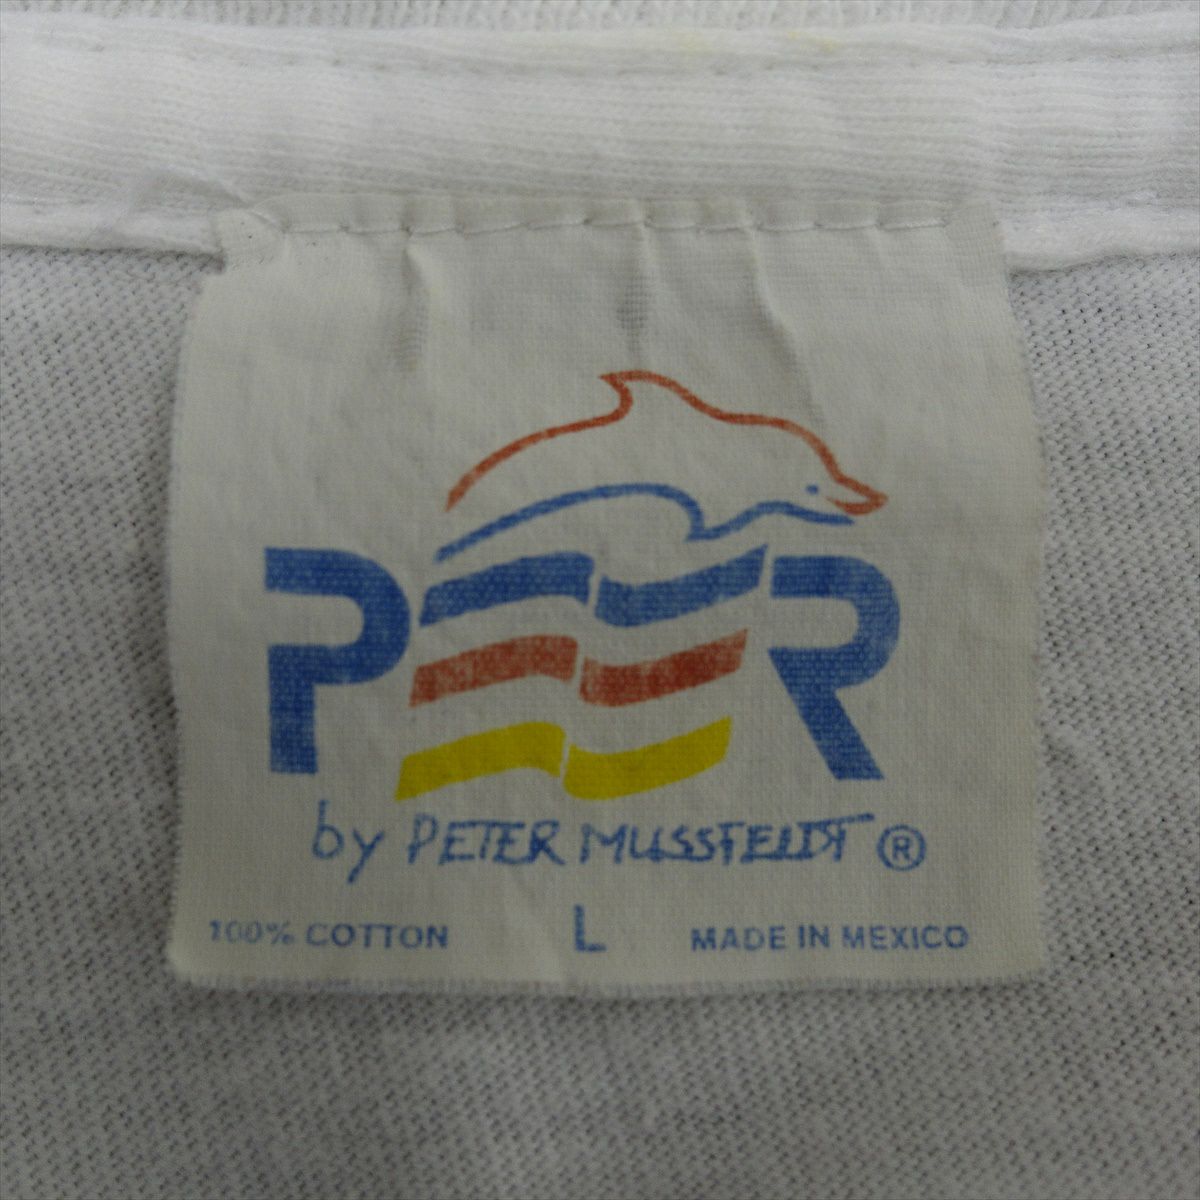 PEER
by PETER MUSSFELDT ®
100% COTTON L MADE IN MEXICO